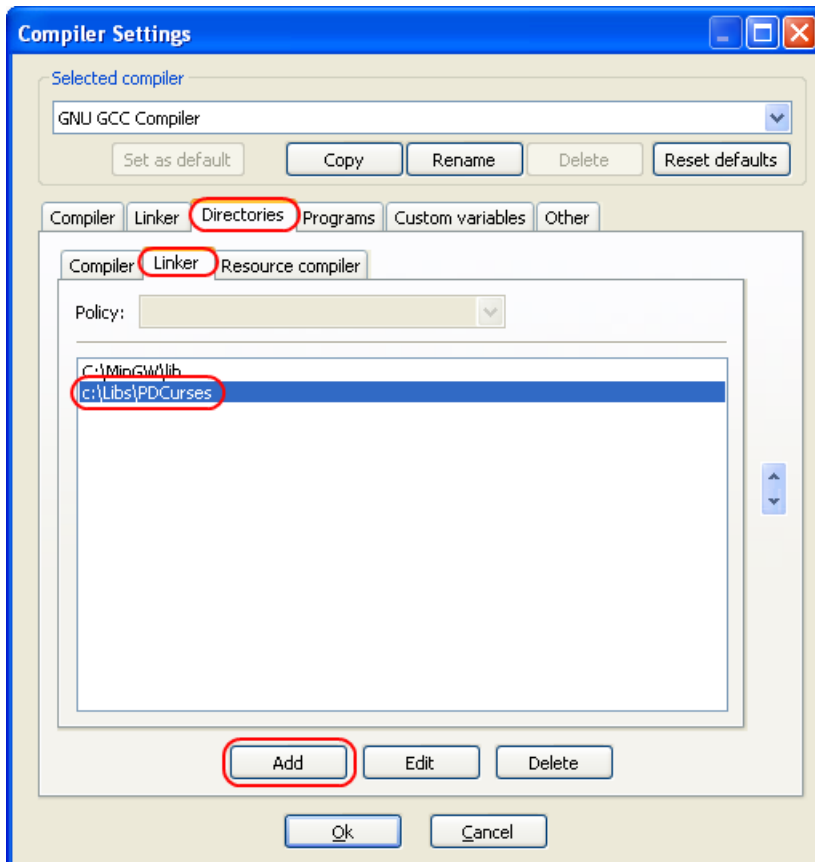 Compiler Settings
Selected compiler
GNU GCC Compiler
Set as default Copy Rename Delete Reset defaults
Compiler Linker Directories Programs Custom variables Other
Compiler Linker Resource compiler
Policy:
C:\MinGW\lib
c:\Libs\PDCurses
Add Edit Delete
Ok Cancel